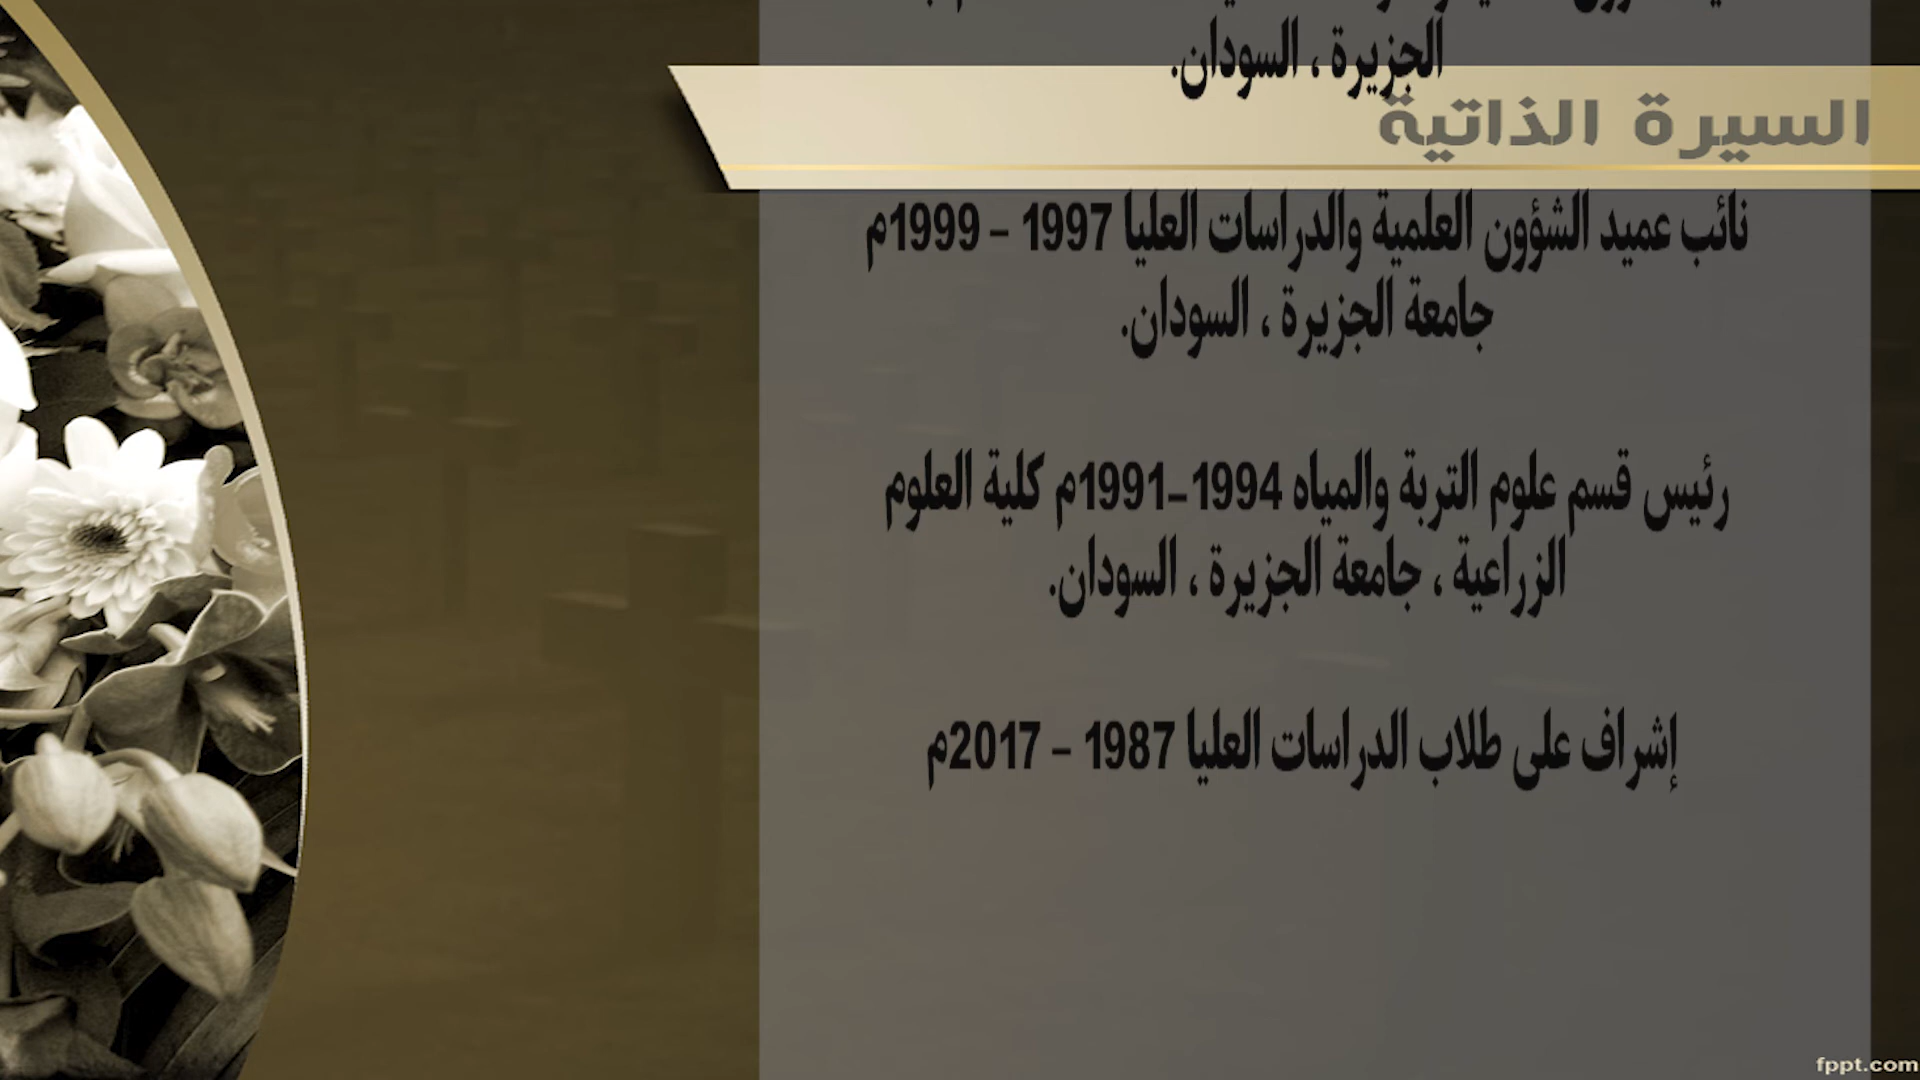 الجزيرة ، السودان.
السيرة الذاتية
نائب عميد الشؤون العلمية والدراسات العليا 1997 – 1999م
جامعة الجزيرة ، السودان.
رئيس قسم علوم التربة والمياه 1994–1991م كلية العلوم
الزراعية ، جامعة الجزيرة ، السودان.
إشراف على طلاب الدراسات العليا 1987 – 2017م
fppt.com